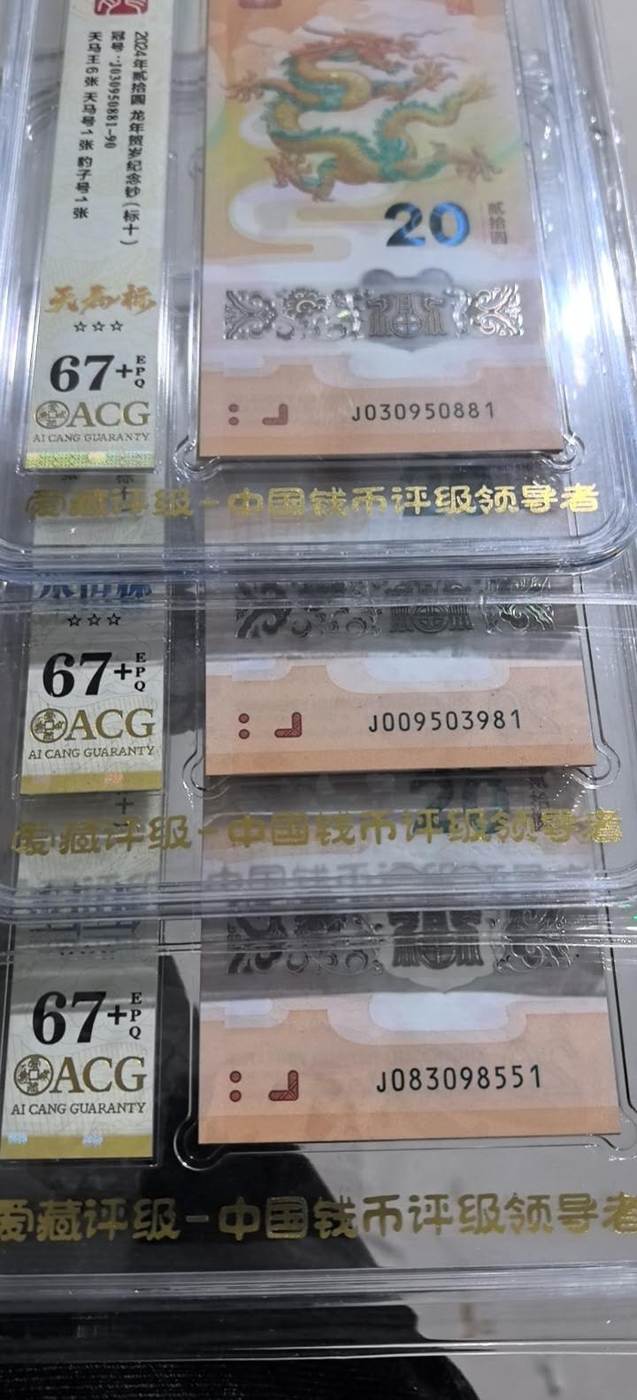 2024年贰拾圆 龙年贺岁纪念钞(标十)
冠号:J030950881-90
天马王6张 天马号1张 豹子号1张
天马标
☆☆☆
67+EPQ
ACG
AI CANG GUARANTY
20
贰拾圆
J030950881
爱藏评级-中国钱币评级领导者
☆☆☆
67+EPQ
ACG
AI CANG GUARANTY
J009503981
爱藏评级-中国钱币评级领导者
67+EPQ
ACG
AI CANG GUARANTY
J083098551
爱藏评级-中国钱币评级领导者